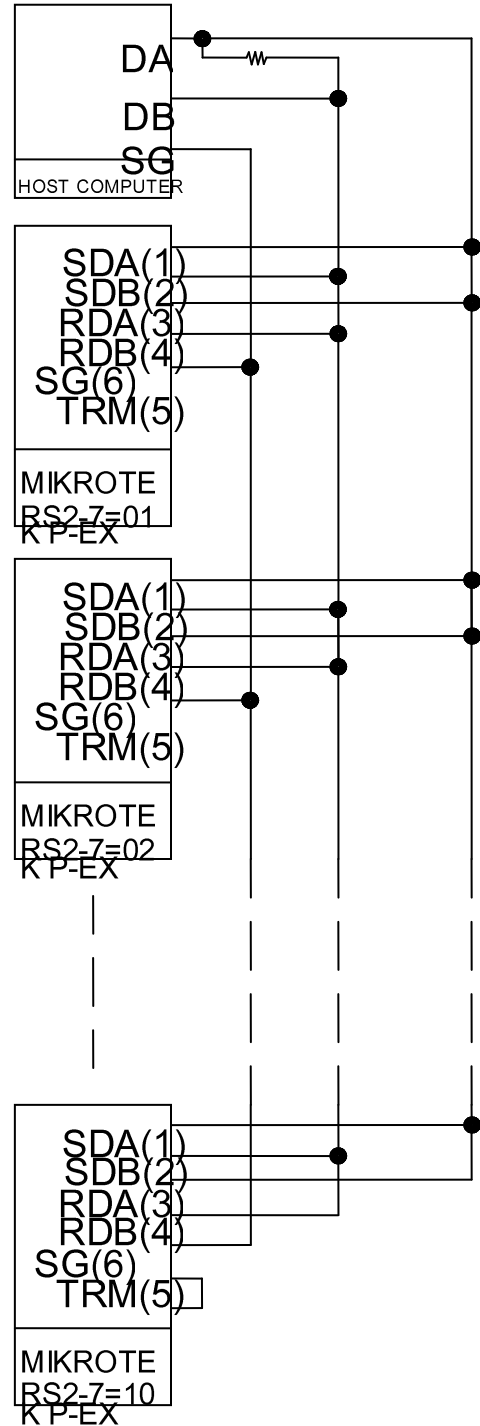 DA
DB
SG
HOST COMPUTER
SDA(1)
SDB(2)
RDA(3)
RDB(4)
SG(6)
TRM(5)
MIKROTE
RS2-7=01
K P-EX
SDA(1)
SDB(2)
RDA(3)
RDB(4)
SG(6)
TRM(5)
MIKROTE
RS2-7=02
K P-EX
SDA(1)
SDB(2)
RDA(3)
RDB(4)
SG(6)
TRM(5)
MIKROTE
RS2-7=10
K P-EX